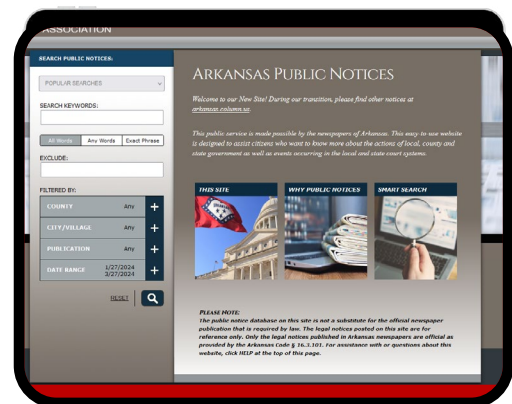 ASSOCIATION
SEARCH PUBLIC NOTICES:
POPULAR SEARCHES
SEARCH KEYWORDS:
All Words Any Words Exact Phrase
EXCLUDE:
FILTERED BY:
COUNTY Any +
CITY/VILLAGE Any +
PUBLICATION Any +
DATE RANGE 1/27/2024
3/27/2024 +
RESET
ARKANSAS PUBLIC NOTICES
Welcome to our New Site! During our transition, please find other notices at
arkansas.column.us.
This public service is made possible by the newspapers of Arkansas. This easy-to-use website
is designed to assist citizens who want to know more about the actions of local, county and
state government as well as events occurring in the local and state court systems.
THIS SITE
WHY PUBLIC NOTICES
SMART SEARCH
PLEASE NOTE:
The public notice database on this site is not a substitute for the official newspaper
publication that is required by law. The legal notices posted on this site are for
reference only. Only the legal notices published in Arkansas newspapers are official as
provided by the Arkansas Code § 16.3.101. For assistance with or questions about this
website, click HELP at the top of this page.